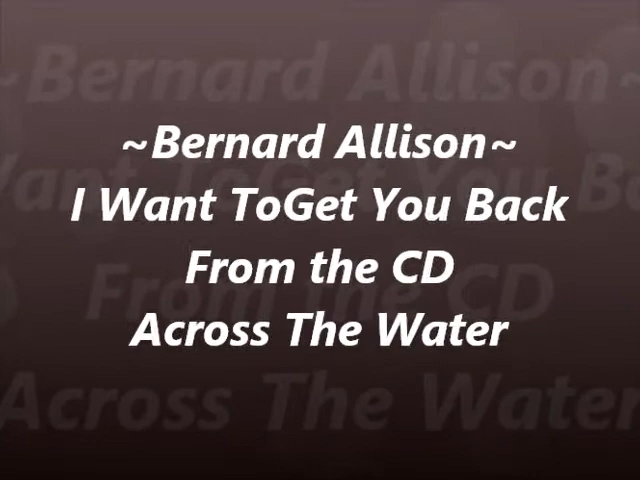 ~Bernard Allison~
I Want ToGet You Back
From the CD
Across The Water